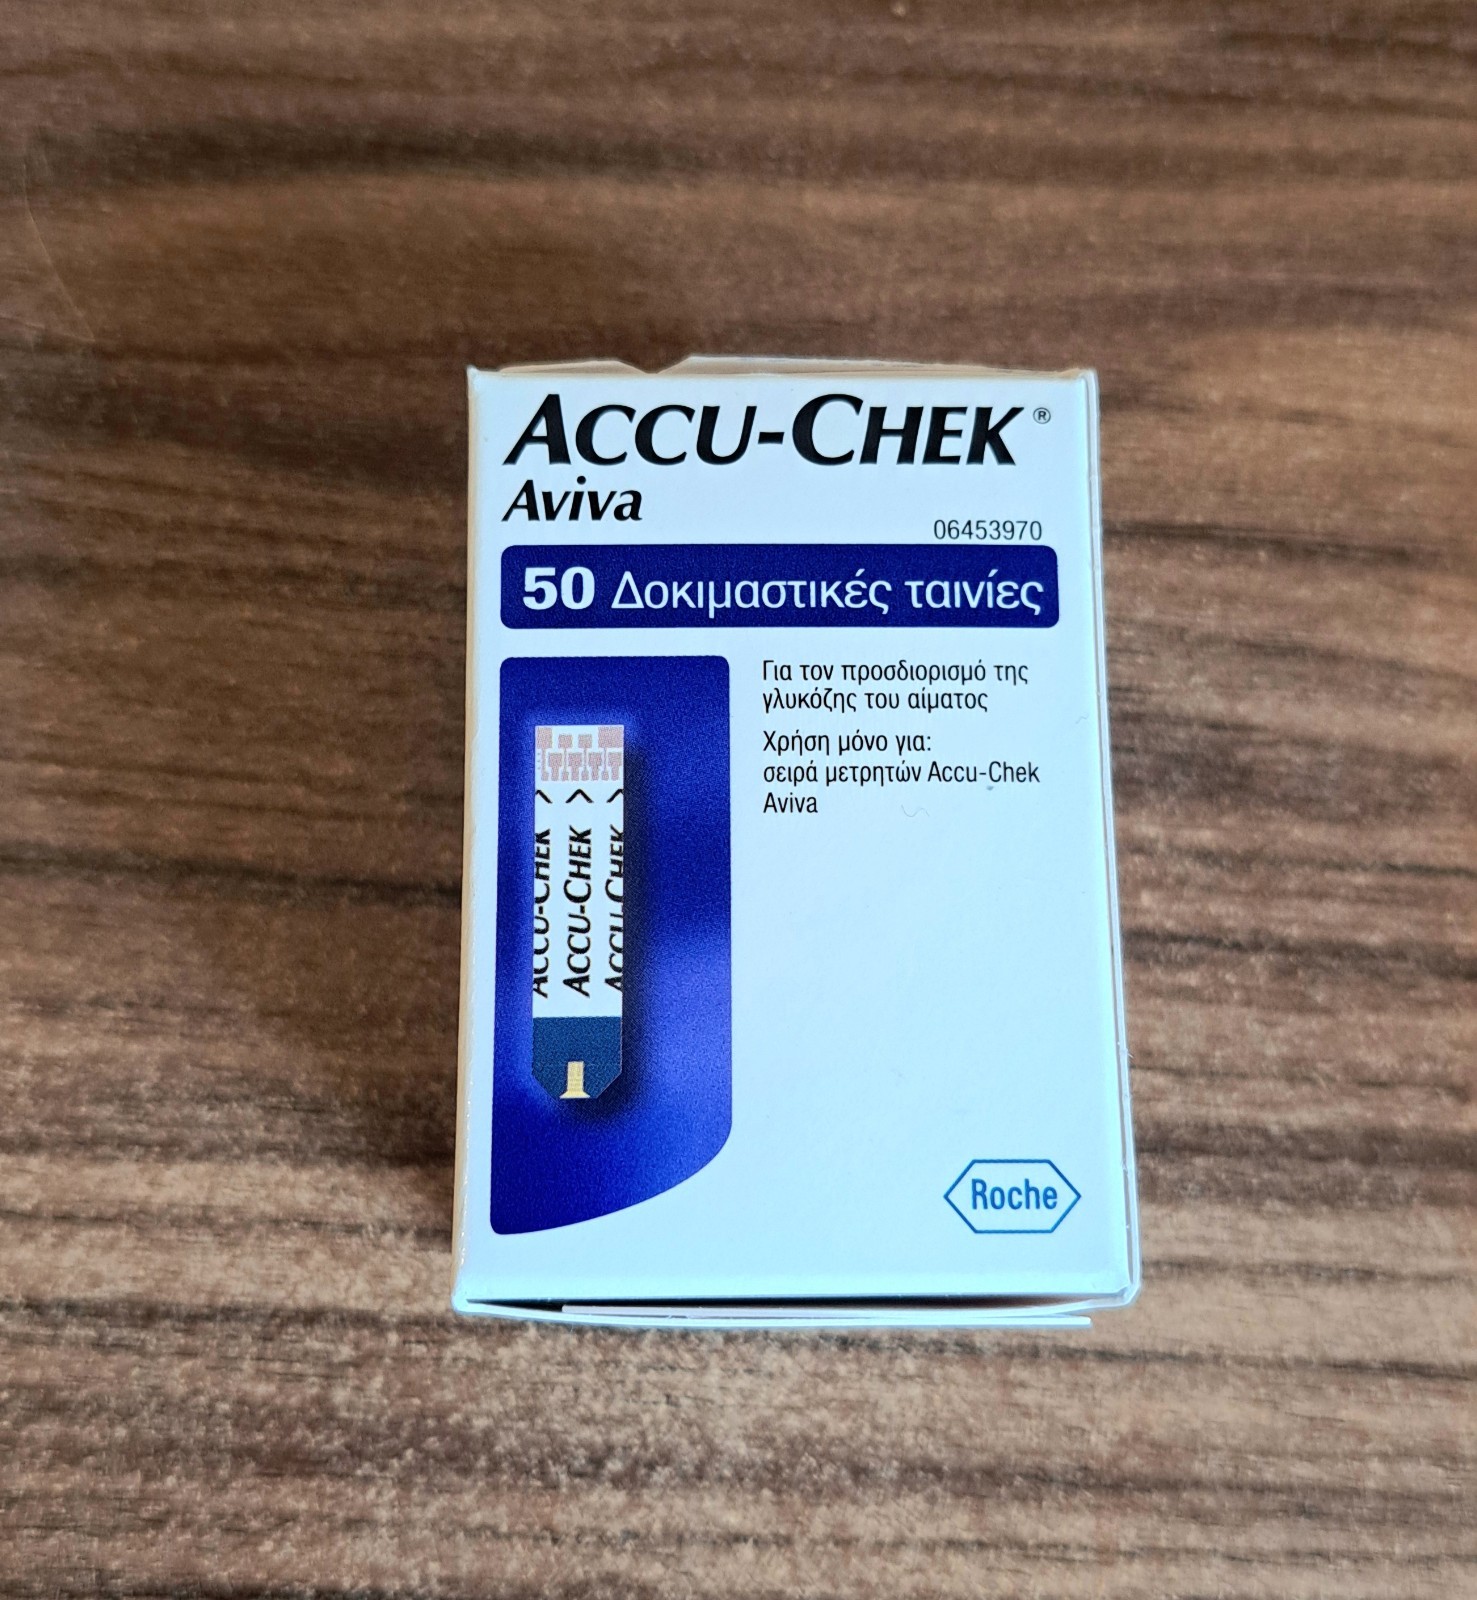 ACCU-CHEK®
Aviva
06453970
50 Δοκιμαστικές ταινίες
Για τον προσδιορισμό της
γλυκόζης του αίματος
Χρήση μόνο για:
σειρά μετρητών Accu-Chek
Aviva
ACCU-CHEK >
ACCU-CHEK >
ACCU-CHEK >
Roche